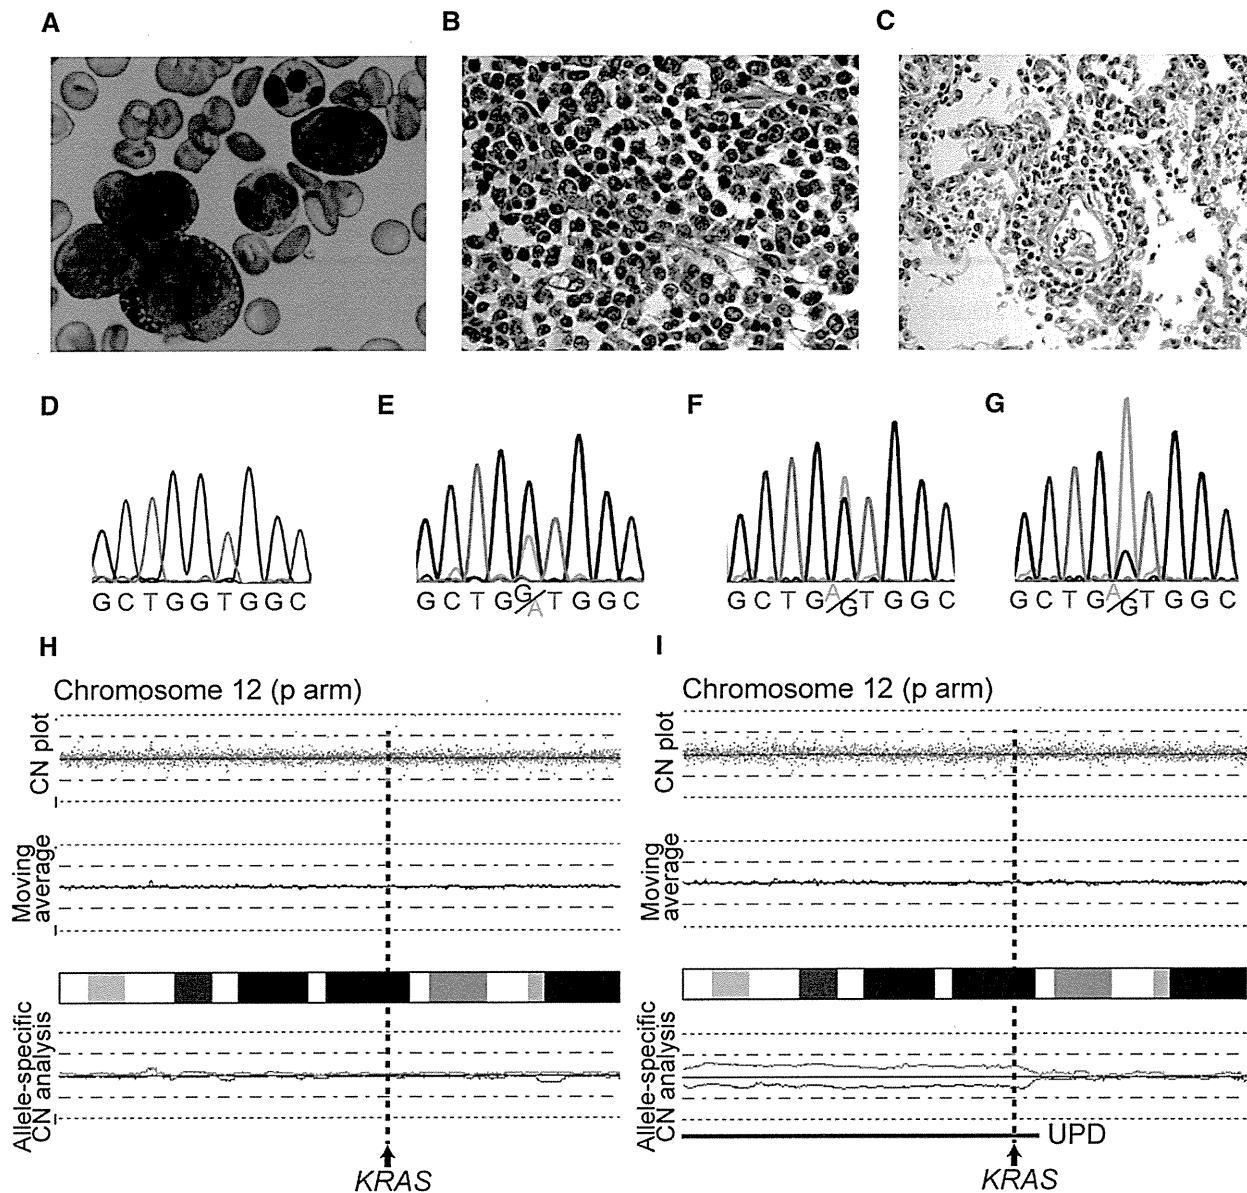 A
B
C
D
E
F
G
GCTGGTGGC
GCTGG/ATGGC
GCTGA/GTGGC
GCTGA/GTGGC
H
I
Chromosome 12 (p arm)
Chromosome 12 (p arm)
CN plot
CN plot
Moving average
Moving average
Allele-specific CN analysis
Allele-specific CN analysis
UPD
KRAS
KRAS